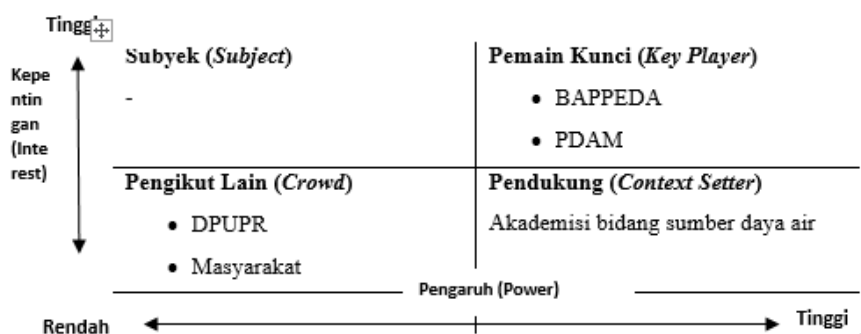 Tinggi
Subyek (Subject)
Pemain Kunci (Key Player)
Kepe
ntin
gan
(Inte
rest)
-
• BAPPEDA
• PDAM
Pengikut Lain (Crowd)
Pendukung (Context Setter)
• DPUPR
Akademisi bidang sumber daya air
• Masyarakat
Pengaruh (Power)
Rendah
Tinggi